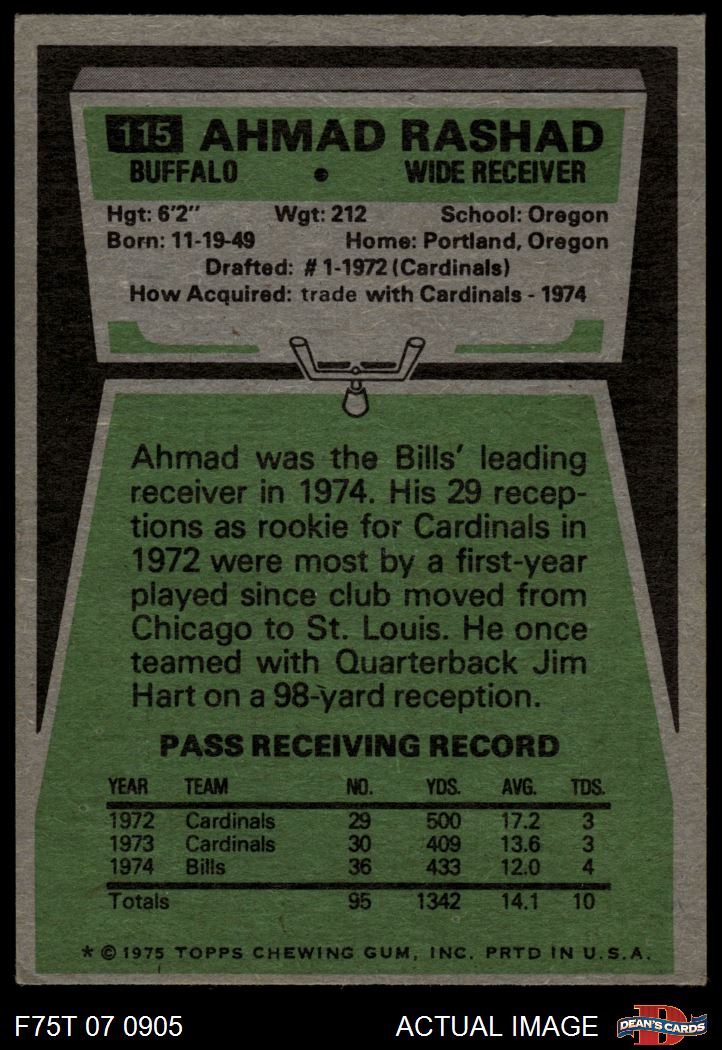 115 AHMAD RASHAD
BUFFALO • WIDE RECEIVER
Hgt: 6'2" Wgt: 212 School: Oregon
Born: 11-19-49 Home: Portland, Oregon
Drafted: # 1-1972 (Cardinals)
How Acquired: trade with Cardinals - 1974
Ahmad was the Bills' leading
receiver in 1974. His 29 recep-
tions as rookie for Cardinals in
1972 were most by a first-year
played since club moved from
Chicago to St. Louis. He once
teamed with Quarterback Jim
Hart on a 98-yard reception.
PASS RECEIVING RECORD
YEAR TEAM NO. YDS. AVG. TDS.
1972 Cardinals 29 500 17.2 3
1973 Cardinals 30 409 13.6 3
1974 Bills 36 433 12.0 4
Totals 95 1342 14.1 10
* © 1975 TOPPS CHEWING GUM, INC. PRTD IN U.S.A.
F75T 07 0905 ACTUAL IMAGE D DEAN'S CARDS